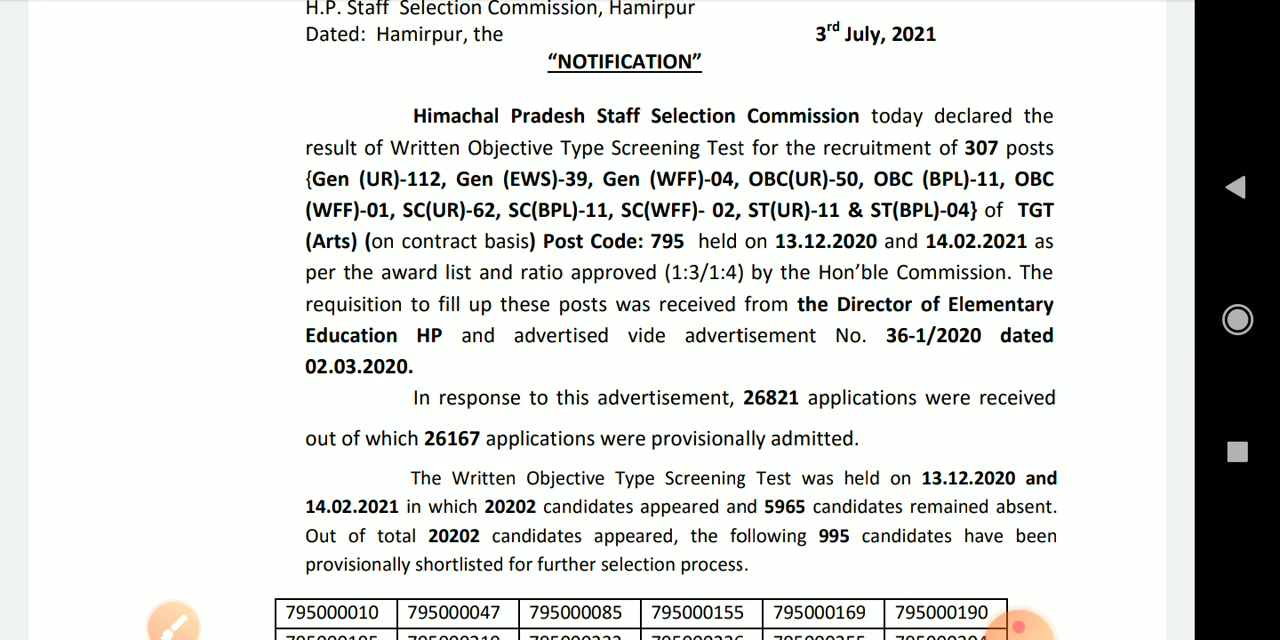 H.P. Staff Selection Commission, Hamirpur
Dated: Hamirpur, the 3rd July, 2021
“NOTIFICATION”
Himachal Pradesh Staff Selection Commission today declared the
result of Written Objective Type Screening Test for the recruitment of 307 posts
{Gen (UR)-112, Gen (EWS)-39, Gen (WFF)-04, OBC(UR)-50, OBC (BPL)-11, OBC
(WFF)-01, SC(UR)-62, SC(BPL)-11, SC(WFF)- 02, ST(UR)-11 & ST(BPL)-04} of TGT
(Arts) (on contract basis) Post Code: 795 held on 13.12.2020 and 14.02.2021 as
per the award list and ratio approved (1:3/1:4) by the Hon’ble Commission. The
requisition to fill up these posts was received from the Director of Elementary
Education HP and advertised vide advertisement No. 36-1/2020 dated
02.03.2020.
In response to this advertisement, 26821 applications were received
out of which 26167 applications were provisionally admitted.
The Written Objective Type Screening Test was held on 13.12.2020 and
14.02.2021 in which 20202 candidates appeared and 5965 candidates remained absent.
Out of total 20202 candidates appeared, the following 995 candidates have been
provisionally shortlisted for further selection process.
795000010 795000047 795000085 795000155 795000169 795000190